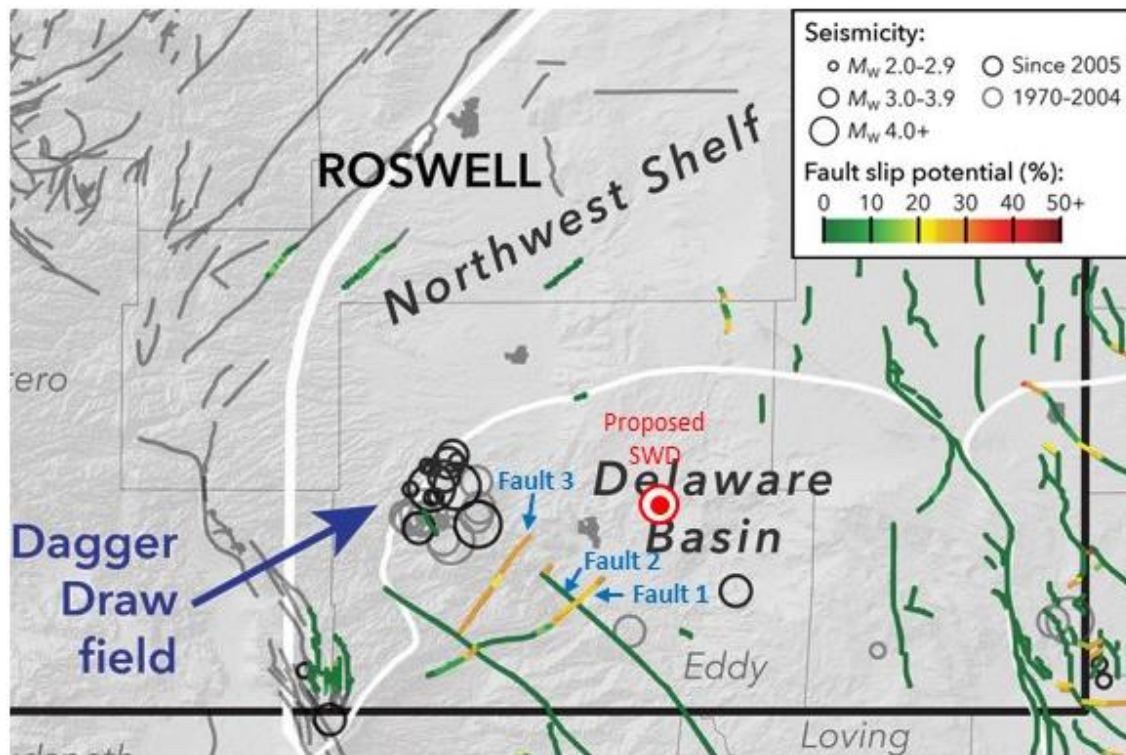 Seismicity:
M_w 2.0–2.9
Since 2005
M_w 3.0–3.9
1970–2004
M_w 4.0+
Fault slip potential (%):
0 10 20 30 40 50+
ROSWELL
Northwest Shelf
ero
Proposed
SWD
Delaware
Basin
Fault 3
Dagger
Draw
field
Fault 2
Fault 1
Eddy
Loving